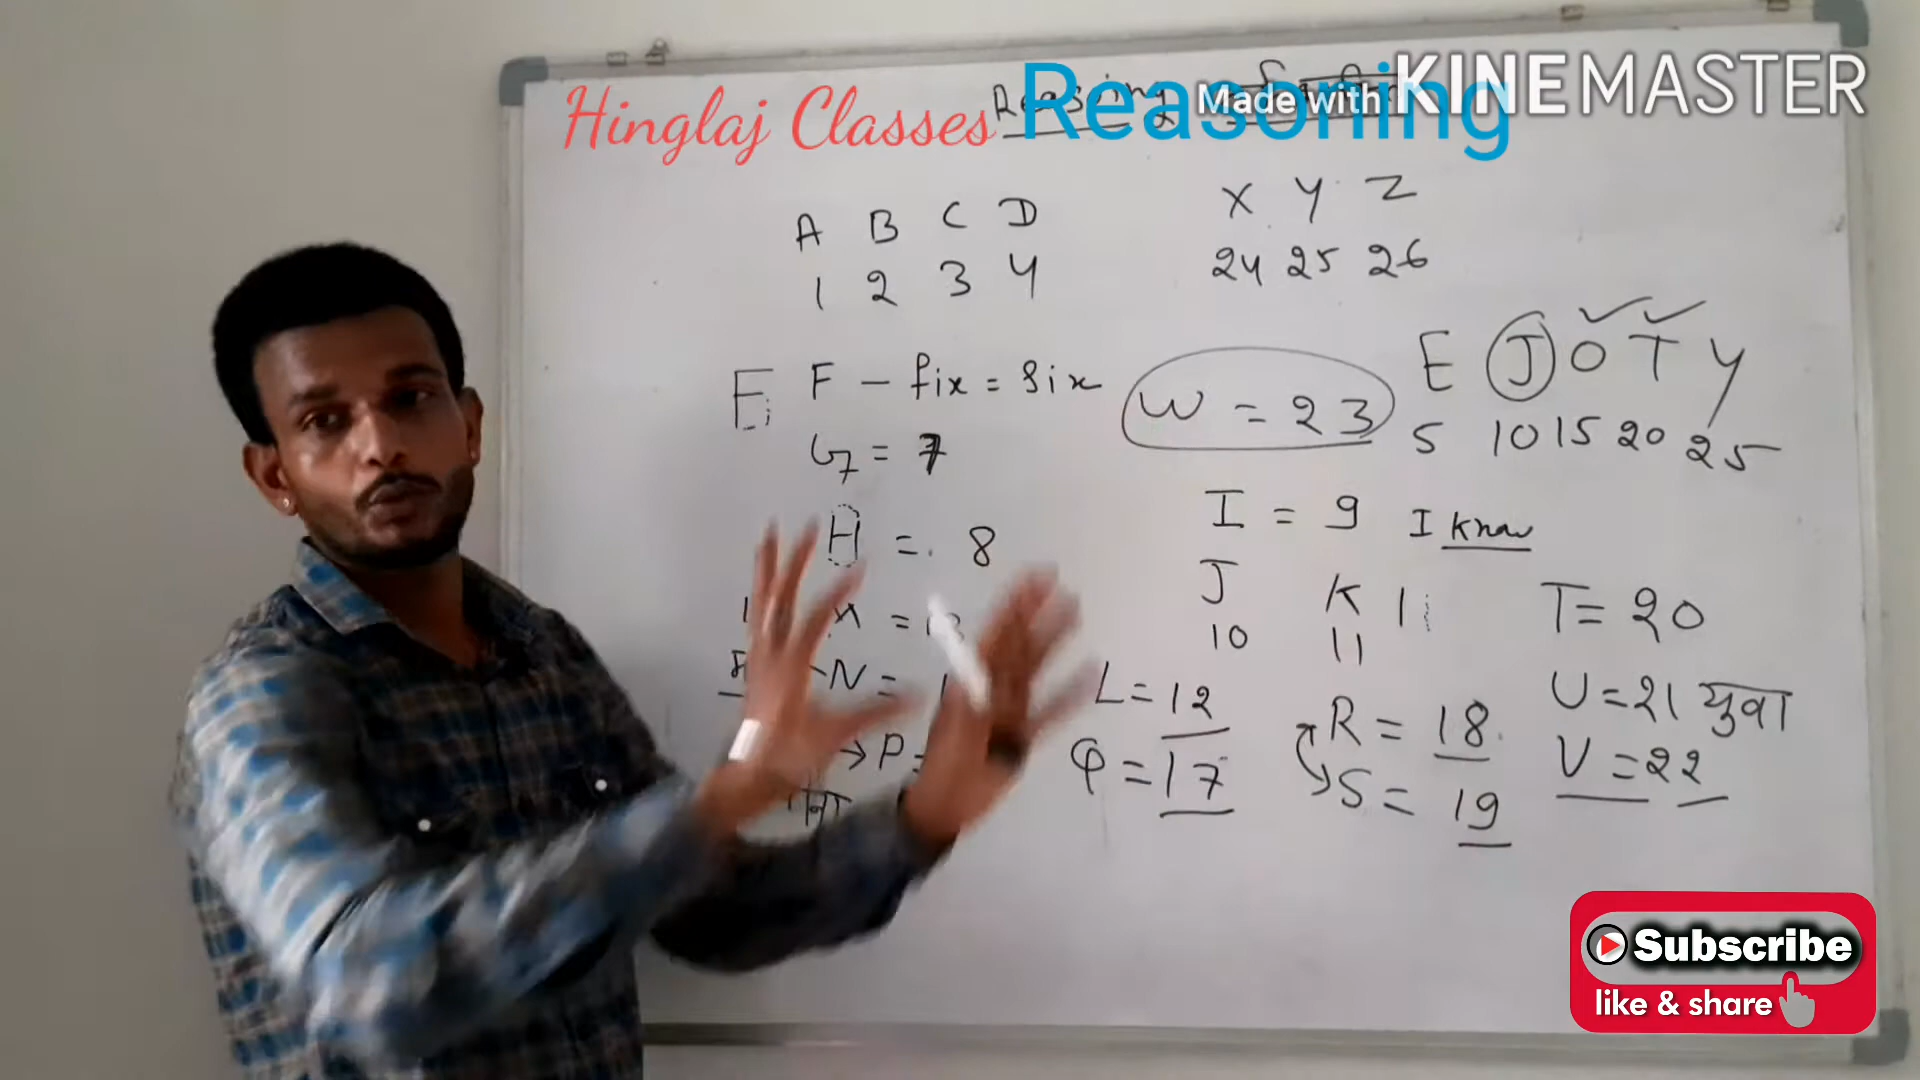 Hinglaj Classes
Reasoning
Reasoning
Made with KINEMASTER
A B C D
1 2 3 4
X Y Z
24 25 26
E J O T Y
5 10 15 20 25
F - fix = six
W = 23
G = 7
H = 8
I = 9 I know
J K
10 11
N =
P =
L = 12
Q = 17
R = 18
S = 19
T = 20
U = 21 युवा
V = 22
Subscribe
like & share